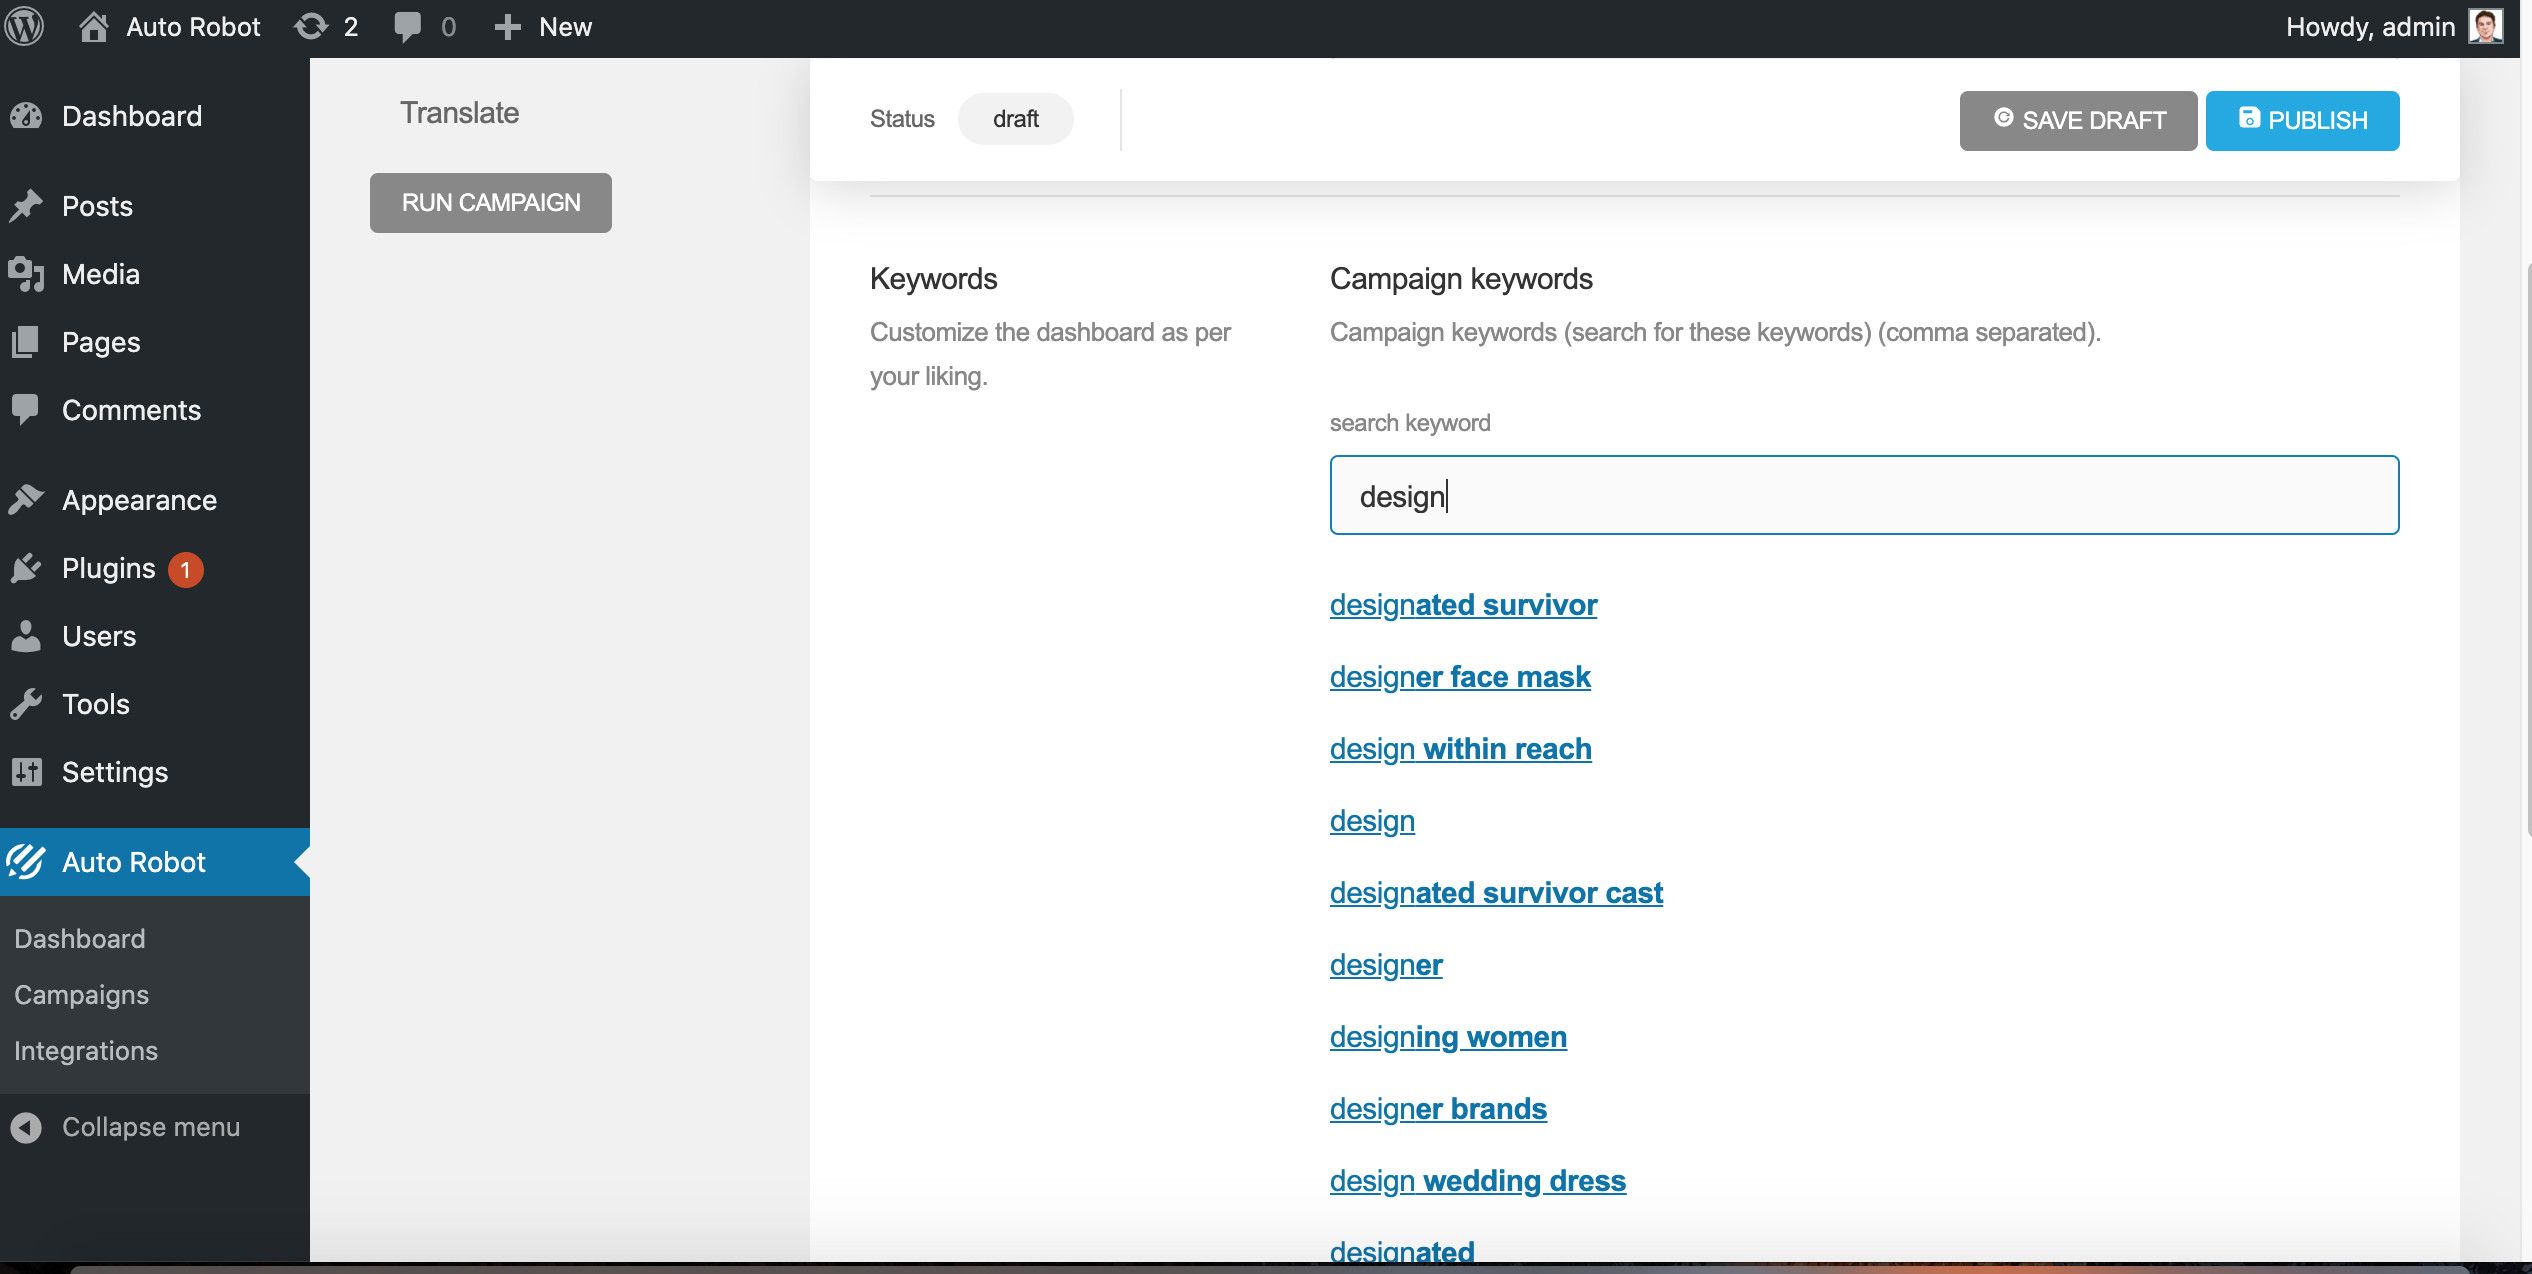 Auto Robot 2 0 New Howdy, admin
Dashboard
Posts
Media
Pages
Comments
Appearance
Plugins 1
Users
Tools
Settings
Auto Robot
Dashboard
Campaigns
Integrations
Collapse menu
Translate
RUN CAMPAIGN
Status draft SAVE DRAFT PUBLISH
Keywords
Customize the dashboard as per
your liking.
Campaign keywords
Campaign keywords (search for these keywords) (comma separated).
search keyword
design
designated survivor
designer face mask
design within reach
design
designated survivor cast
designer
designing women
designer brands
design wedding dress
designated